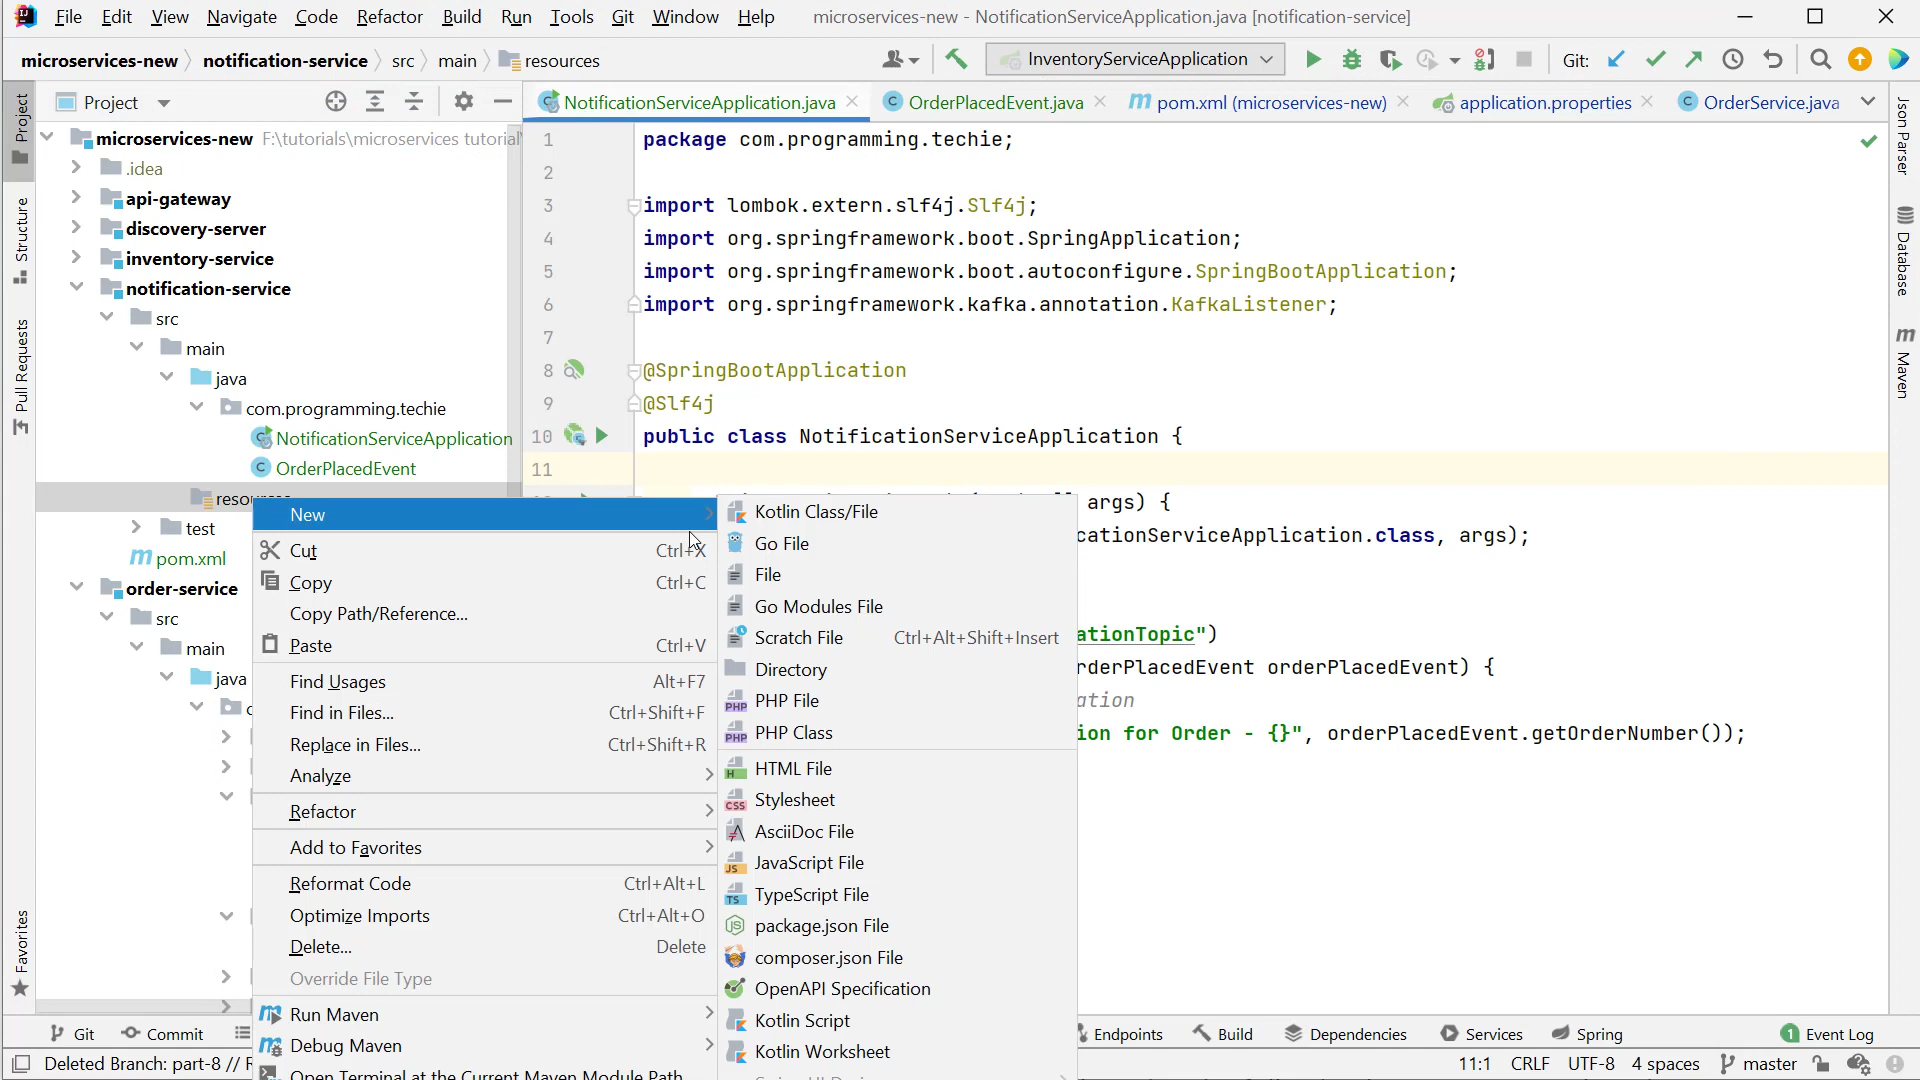 File Edit View Navigate Code Refactor Build Run Tools Git Window Help microservices-new - NotificationServiceApplication.java [notification-service]
microservices-new notification-service src main resources InventoryServiceApplication Git:
Project NotificationServiceApplication.java OrderPlacedEvent.java pom.xml (microservices-new) application.properties OrderService.java
Project
Structure
Pull Requests
Favorites
microservices-new F:\tutorials\microservices tutorial
.idea
api-gateway
discovery-server
inventory-service
notification-service
src
main
java
com.programming.techie
NotificationServiceApplication
OrderPlacedEvent
resources
test
pom.xml
order-service
src
main
java
1 package com.programming.techie;
2
3 import lombok.extern.slf4j.Slf4j;
4 import org.springframework.boot.SpringApplication;
5 import org.springframework.boot.autoconfigure.SpringBootApplication;
6 import org.springframework.kafka.annotation.KafkaListener;
7
8 @SpringBootApplication
9 @Slf4j
10 public class NotificationServiceApplication {
11
args) {
cationServiceApplication.class, args);
ationTopic")
rderPlacedEvent orderPlacedEvent) {
ation
ion for Order - {}", orderPlacedEvent.getOrderNumber());
New
Cut Ctrl+X
Copy Ctrl+C
Copy Path/Reference...
Paste Ctrl+V
Find Usages Alt+F7
Find in Files... Ctrl+Shift+F
Replace in Files... Ctrl+Shift+R
Analyze
Refactor
Add to Favorites
Reformat Code Ctrl+Alt+L
Optimize Imports Ctrl+Alt+O
Delete... Delete
Override File Type
Run Maven
Debug Maven
Open Terminal at the Current Maven Module Path
Kotlin Class/File
Go File
File
Go Modules File
Scratch File Ctrl+Alt+Shift+Insert
Directory
PHP File
PHP Class
HTML File
Stylesheet
AsciiDoc File
JavaScript File
TypeScript File
package.json File
composer.json File
OpenAPI Specification
Kotlin Script
Kotlin Worksheet
Json Parser
Database
Maven
Git Commit Endpoints Build Dependencies Services Spring 1 Event Log
Deleted Branch: part-8 // R 11:1 CRLF UTF-8 4 spaces master